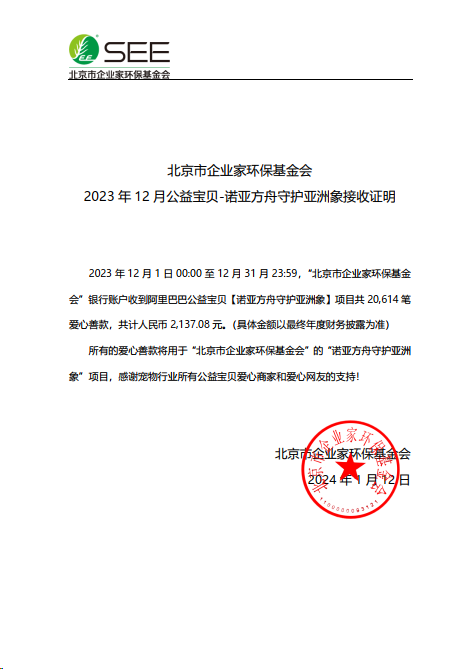 SEE
北京市企业家环保基金会
北京市企业家环保基金会
2023 年 12 月公益宝贝-诺亚方舟守护亚洲象接收证明
2023 年 12 月 1 日 00:00 至 12 月 31 月 23:59，“北京市企业家环保基金
会”银行账户收到阿里巴巴公益宝贝【诺亚方舟守护亚洲象】项目共 20,614 笔
爱心善款，共计人民币 2,137.08 元。（具体金额以最终年度财务披露为准）
所有的爱心善款将用于“北京市企业家环保基金会”的“诺亚方舟守护亚洲
象”项目，感谢宠物行业所有公益宝贝爱心商家和爱心网友的支持！
北京市企业家环保基金会
2024 年 1 月 12 日
北京市企业家环保基金会